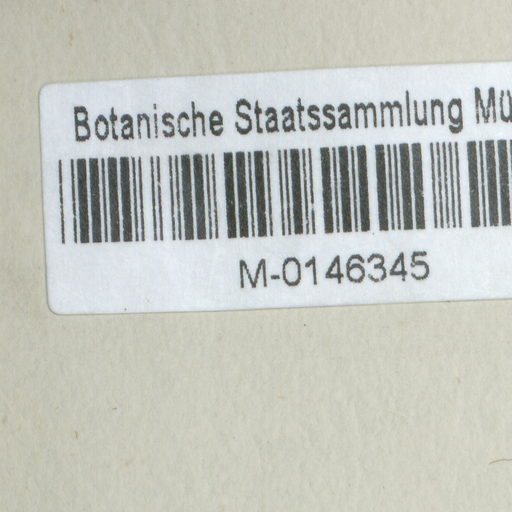 Botanische Staatssammlung Mü
M-0146345